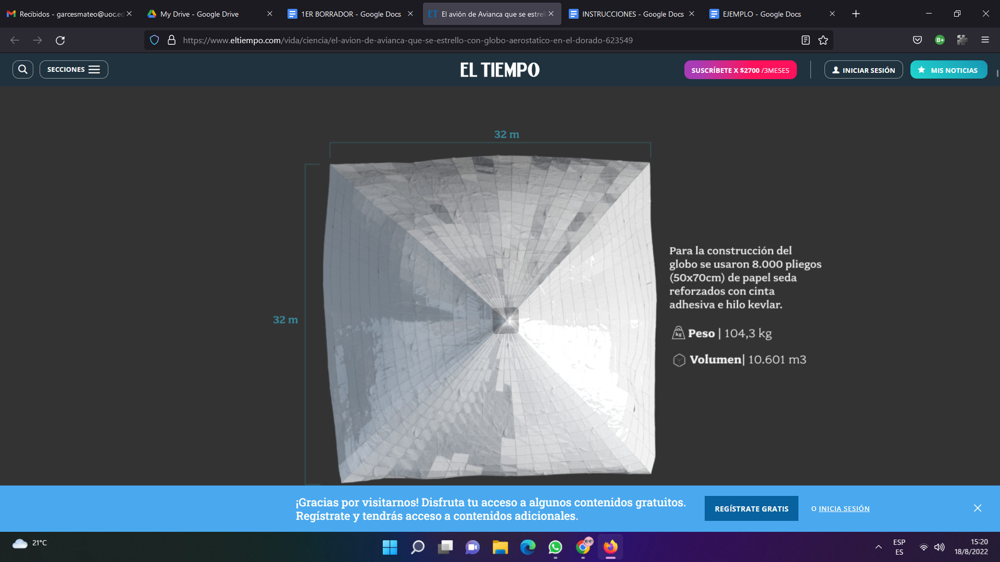 Recibidos - garcesmateo@uoc.ed
My Drive - Google Drive
1ER BORRADOR - Google Docs
ET El avión de Avianca que se estrell
INSTRUCCIONES - Google Docs
EJEMPLO - Google Docs
https://www.eltiempo.com/vida/ciencia/el-avion-de-avianca-que-se-estrello-con-globo-aerostatico-en-el-dorado-623549
B+
SECCIONES
EL TIEMPO
SUSCRÍBETE X $2700 /3MESES
INICIAR SESIÓN
MIS NOTICIAS
32 m
32 m
Para la construcción del
globo se usaron 8.000 pliegos
(50x70cm) de papel seda
reforzados con cinta
adhesiva e hilo kevlar.
kg Peso | 104,3 kg
Volumen| 10.601 m3
¡Gracias por visitarnos! Disfruta tu acceso a algunos contenidos gratuitos.
Regístrate y tendrás acceso a contenidos adicionales.
REGÍSTRATE GRATIS
O INICIA SESIÓN
21°C
ESP
ES
15:20
18/8/2022